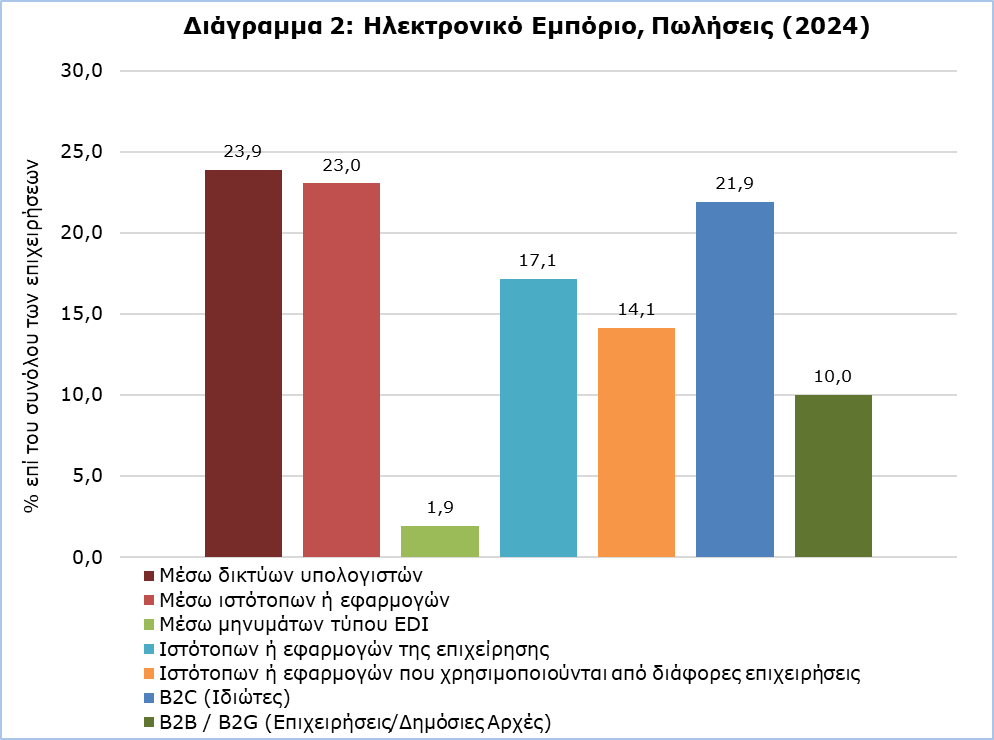 Διάγραμμα 2: Ηλεκτρονικό Εμπόριο, Πωλήσεις (2024)
% επί του συνόλου των επιχειρήσεων
30,0
25,0
20,0
15,0
10,0
5,0
0,0
23,9
23,0
1,9
17,1
14,1
21,9
10,0
Μέσω δικτύων υπολογιστών
Μέσω ιστότοπων ή εφαρμογών
Μέσω μηνυμάτων τύπου EDI
Ιστότοπων ή εφαρμογών της επιχείρησης
Ιστότοπων ή εφαρμογών που χρησιμοποιούνται από διάφορες επιχειρήσεις
B2C (Ιδιώτες)
B2B / B2G (Επιχειρήσεις/Δημόσιες Αρχές)